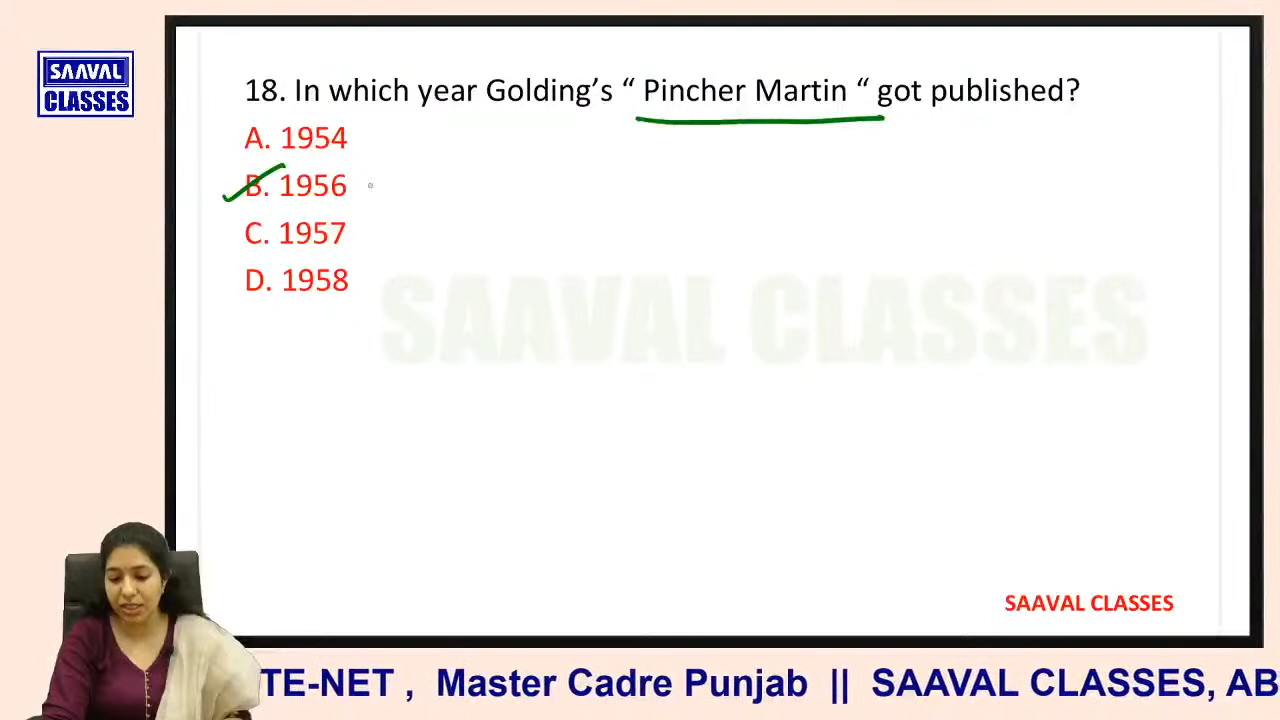 SAAVAL
CLASSES
18. In which year Golding’s “ Pincher Martin “ got published?
A. 1954
B. 1956
C. 1957
D. 1958
SAAVAL CLASSES
SAAVAL CLASSES
TE-NET , Master Cadre Punjab || SAAVAL CLASSES, AB